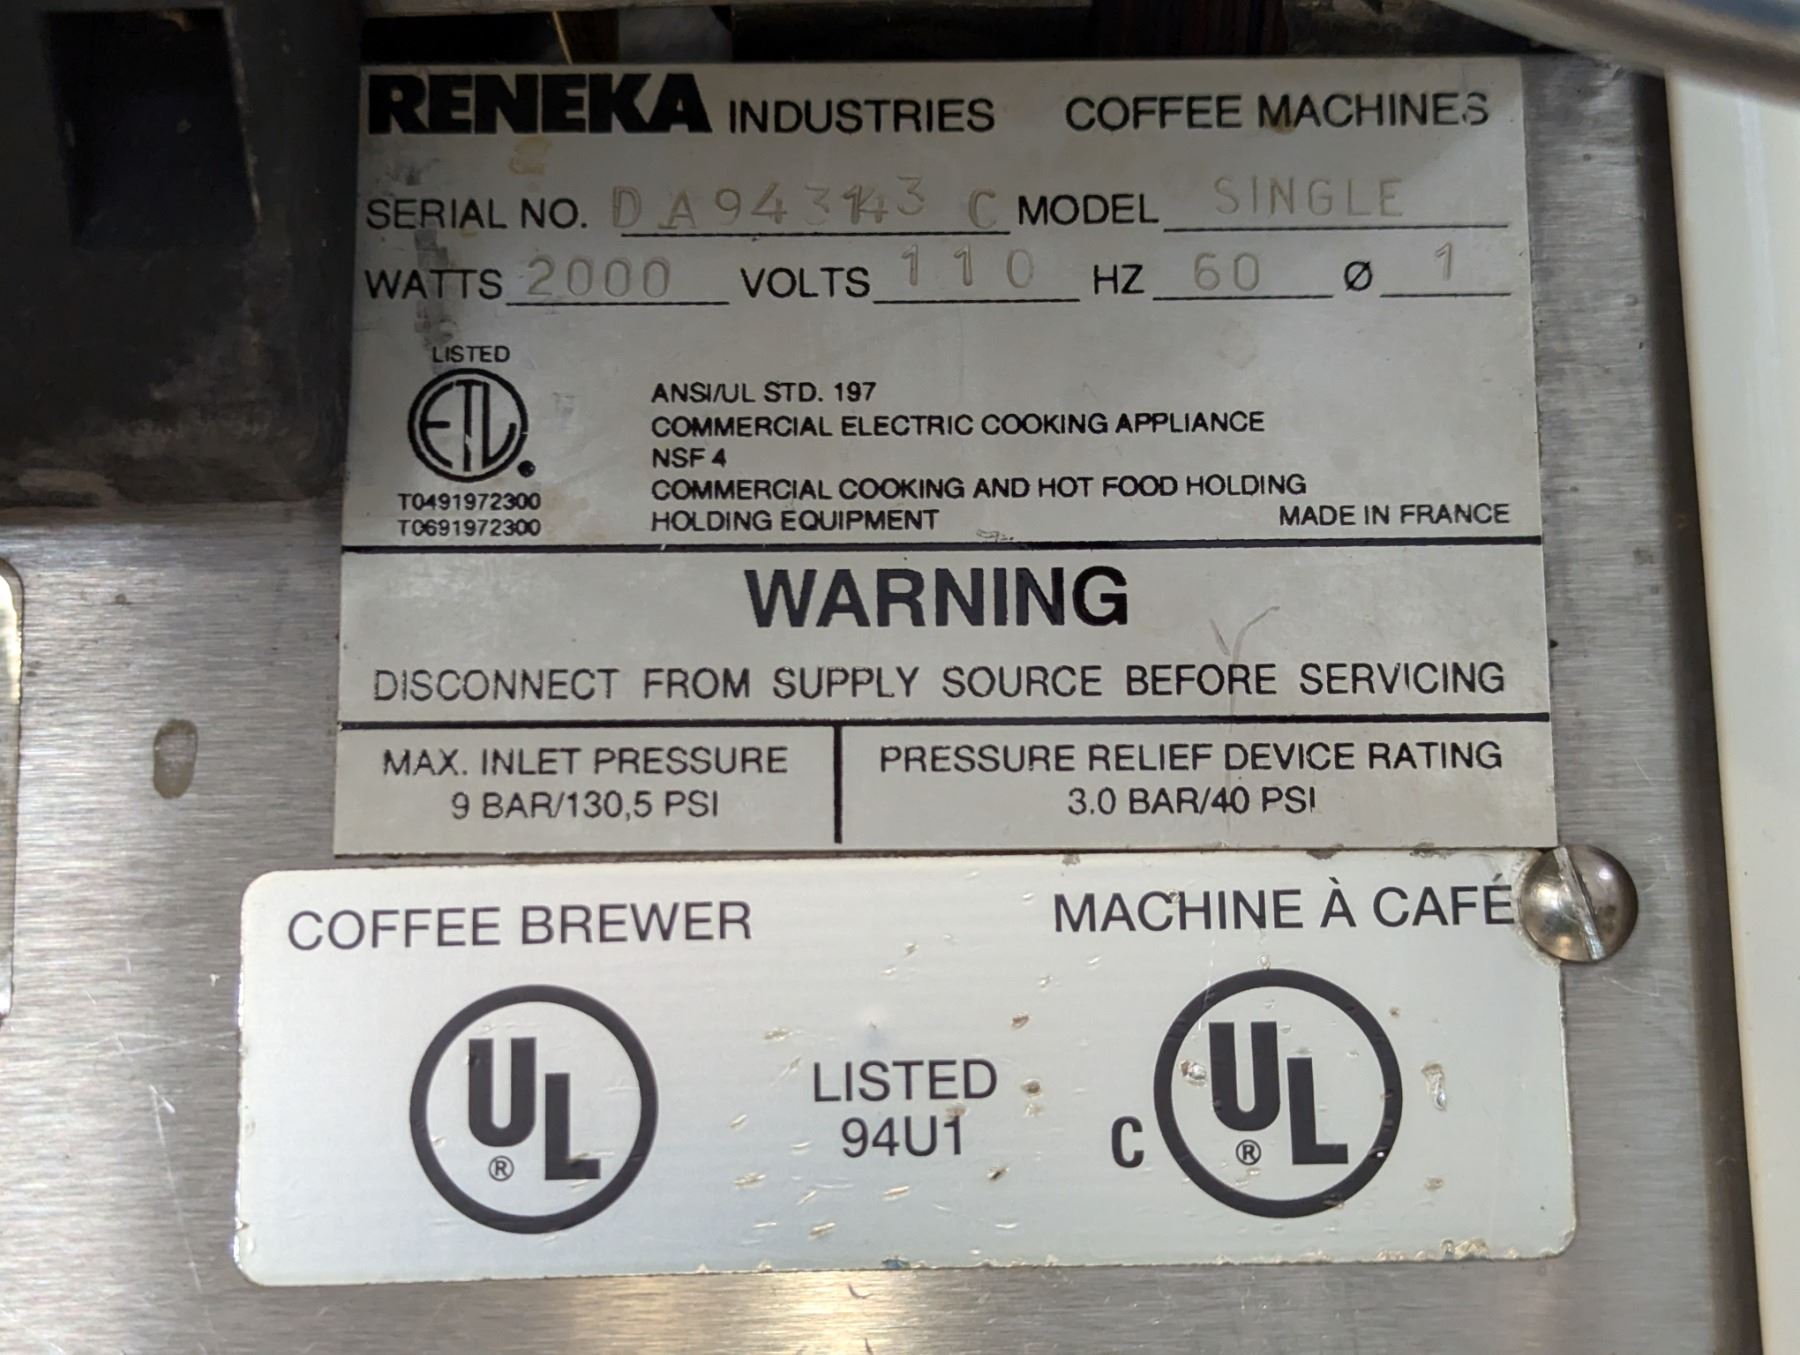 RENEKA INDUSTRIES COFFEE MACHINES
SERIAL NO. MODEL SINGLE
WATTS 2000 VOLTS 110 HZ 60 Ø 1
LISTED
ETL
T0491972300
T0691972300
ANSI/UL STD. 197
COMMERCIAL ELECTRIC COOKING APPLIANCE
NSF 4
COMMERCIAL COOKING AND HOT FOOD HOLDING
HOLDING EQUIPMENT
MADE IN FRANCE
WARNING
DISCONNECT FROM SUPPLY SOURCE BEFORE SERVICING
MAX. INLET PRESSURE
9 BAR/130,5 PSI
PRESSURE RELIEF DEVICE RATING
3.0 BAR/40 PSI
COFFEE BREWER
MACHINE À CAFÉ
UL ®
LISTED
94U1
C UL ®